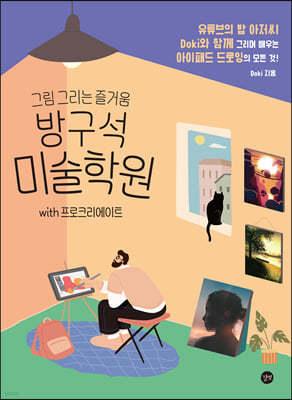 유튜브의 밥 아저씨
Doki와 함께 그리며 배우는
아이패드 드로잉의 모든 것!
Doki 지음
그림 그리는 즐거움
방구석
미술학원
with 프로크리에이트
길벗